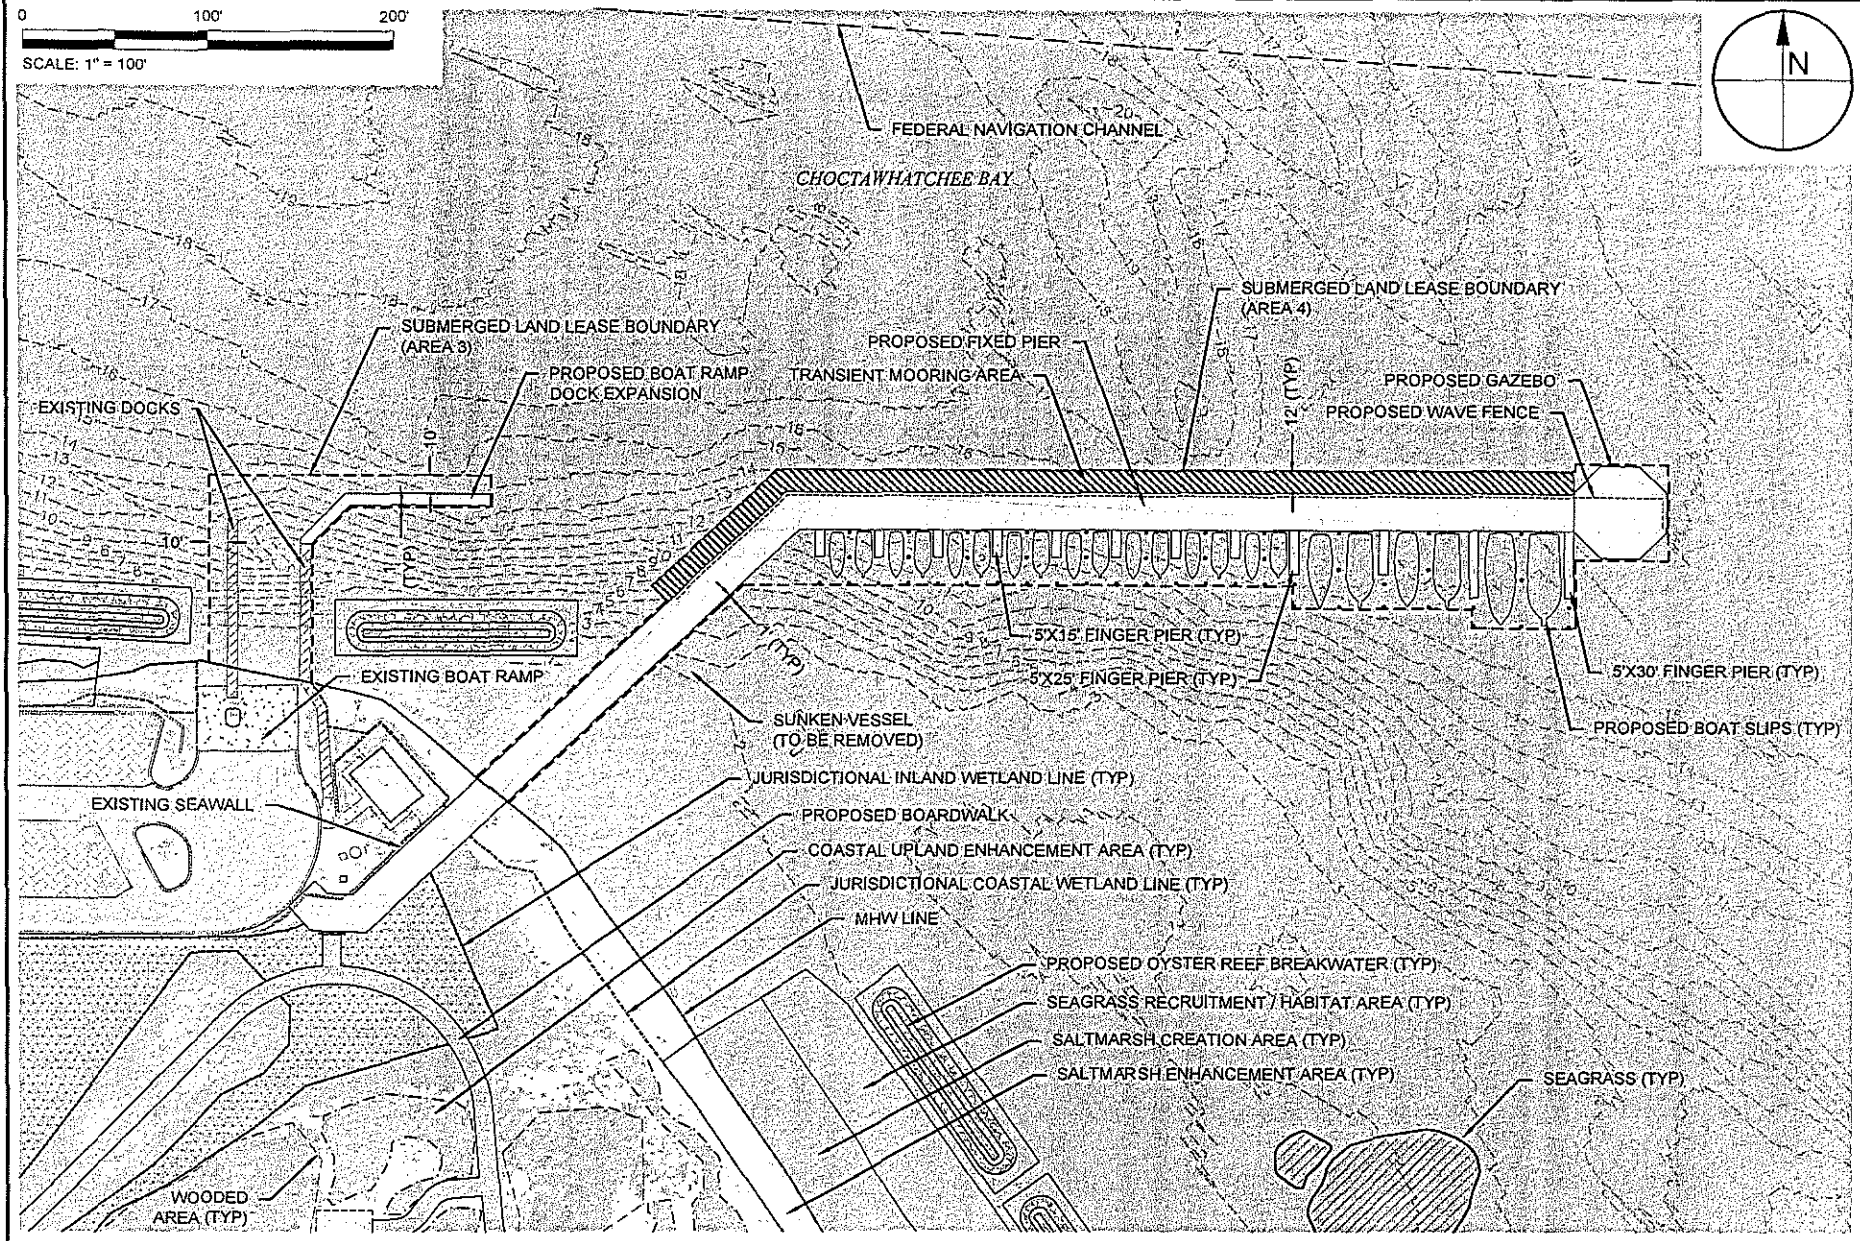 0 100' 200'
SCALE: 1" = 100'
N
FEDERAL NAVIGATION CHANNEL
CHOCTAWHATCHEE BAY
SUBMERGED LAND LEASE BOUNDARY
(AREA 4)
SUBMERGED LAND LEASE BOUNDARY
(AREA 3)
PROPOSED FIXED PIER
TRANSIENT MOORING AREA
12 (TYP)
PROPOSED GAZEBO
PROPOSED WAVE FENCE
PROPOSED BOAT RAMP
DOCK EXPANSION
EXISTING DOCKS
10'
10'
(TYP)
5'X15' FINGER PIER (TYP)
5'X25' FINGER PIER (TYP)
5'X30' FINGER PIER (TYP)
(TYP)
EXISTING BOAT RAMP
SUNKEN VESSEL
(TO BE REMOVED)
PROPOSED BOAT SLIPS (TYP)
JURISDICTIONAL INLAND WETLAND LINE (TYP)
EXISTING SEAWALL
PROPOSED BOARDWALK
COASTAL UPLAND ENHANCEMENT AREA (TYP)
JURISDICTIONAL COASTAL WETLAND LINE (TYP)
MHW LINE
PROPOSED OYSTER REEF BREAKWATER (TYP)
SEAGRASS RECRUITMENT / HABITAT AREA (TYP)
SALTMARSH CREATION AREA (TYP)
SALTMARSH ENHANCEMENT AREA (TYP)
SEAGRASS (TYP)
WOODED
AREA (TYP)